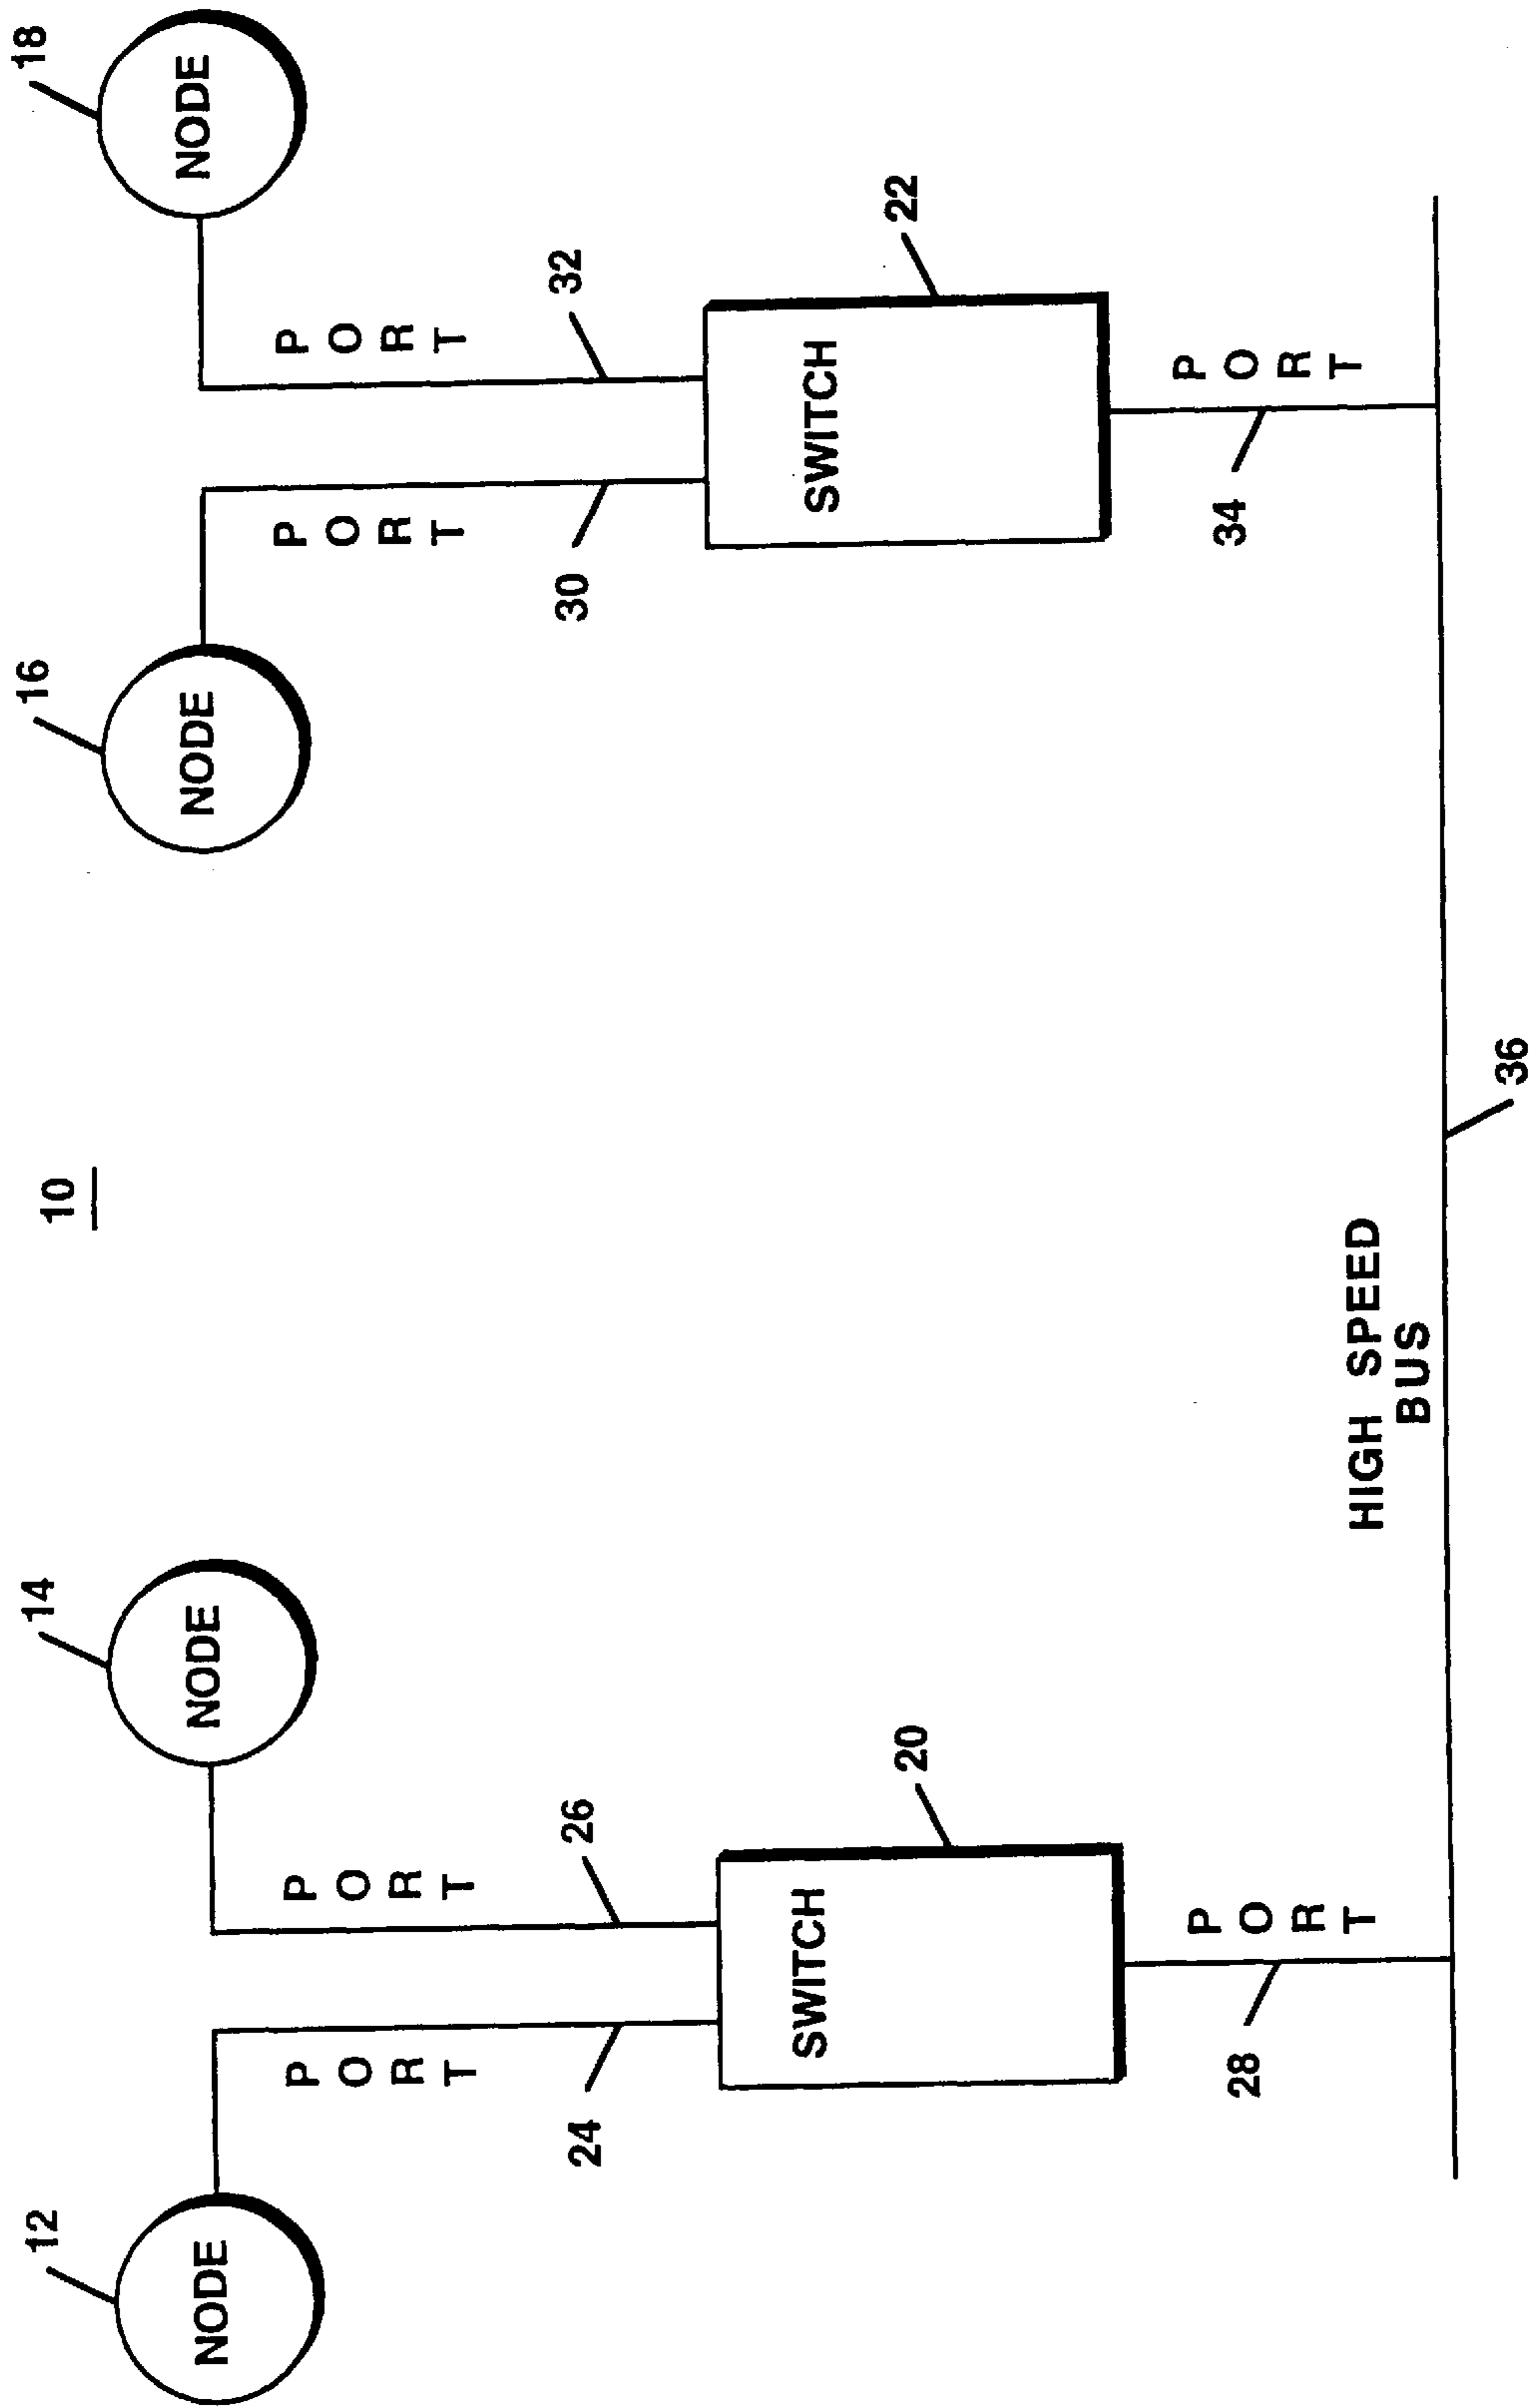 10
12
14
16
18
NODE
NODE
NODE
NODE
PORT
PORT
PORT
PORT
24
26
30
32
SWITCH
20
SWITCH
22
PORT
28
PORT
34
HIGH SPEED
BUS
36